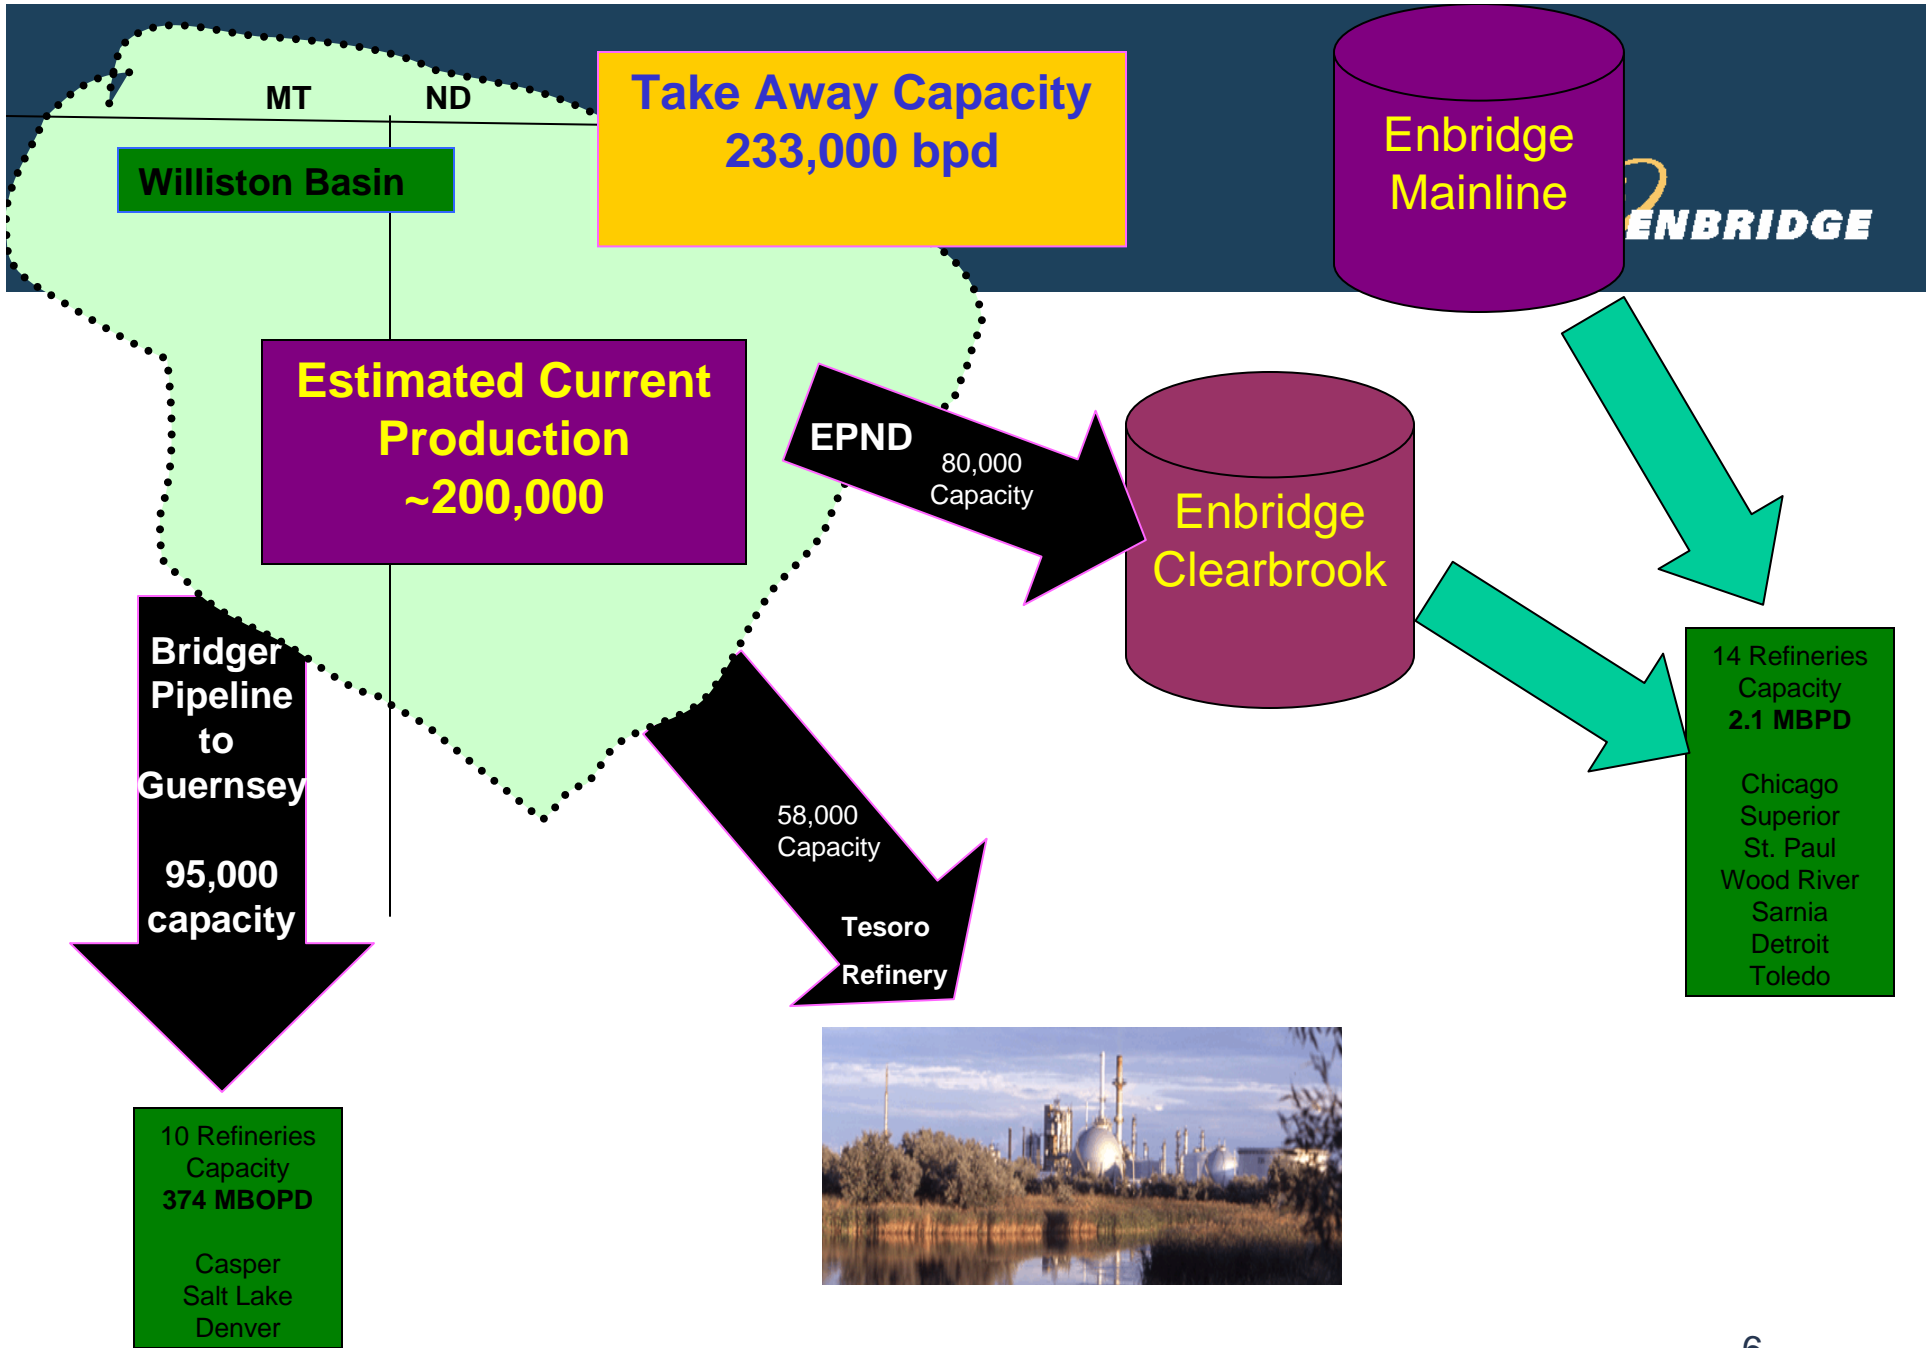 MT
ND
Williston Basin
Take Away Capacity
233,000 bpd
Enbridge
Mainline
ENBRIDGE
Estimated Current
Production
~200,000
EPND
80,000
Capacity
Enbridge
Clearbrook
Bridger
Pipeline
to
Guernsey
95,000
capacity
58,000
Capacity
Tesoro
Refinery
14 Refineries
Capacity
2.1 MBPD
Chicago
Superior
St. Paul
Wood River
Sarnia
Detroit
Toledo
10 Refineries
Capacity
374 MBOPD
Casper
Salt Lake
Denver
6